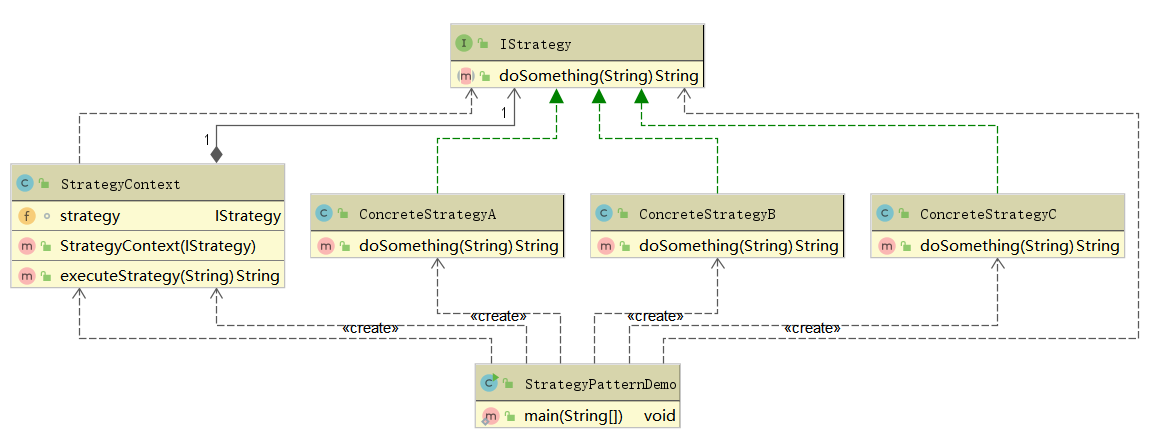 I IStrategy
m doSomething(String) String
1
1
C StrategyContext
f strategy IStrategy
m StrategyContext(IStrategy)
m executeStrategy(String) String
C ConcreteStrategyA
m doSomething(String) String
C ConcreteStrategyB
m doSomething(String) String
C ConcreteStrategyC
m doSomething(String) String
«create»
«create»
«create»
«create»
C StrategyPatternDemo
m main(String[]) void